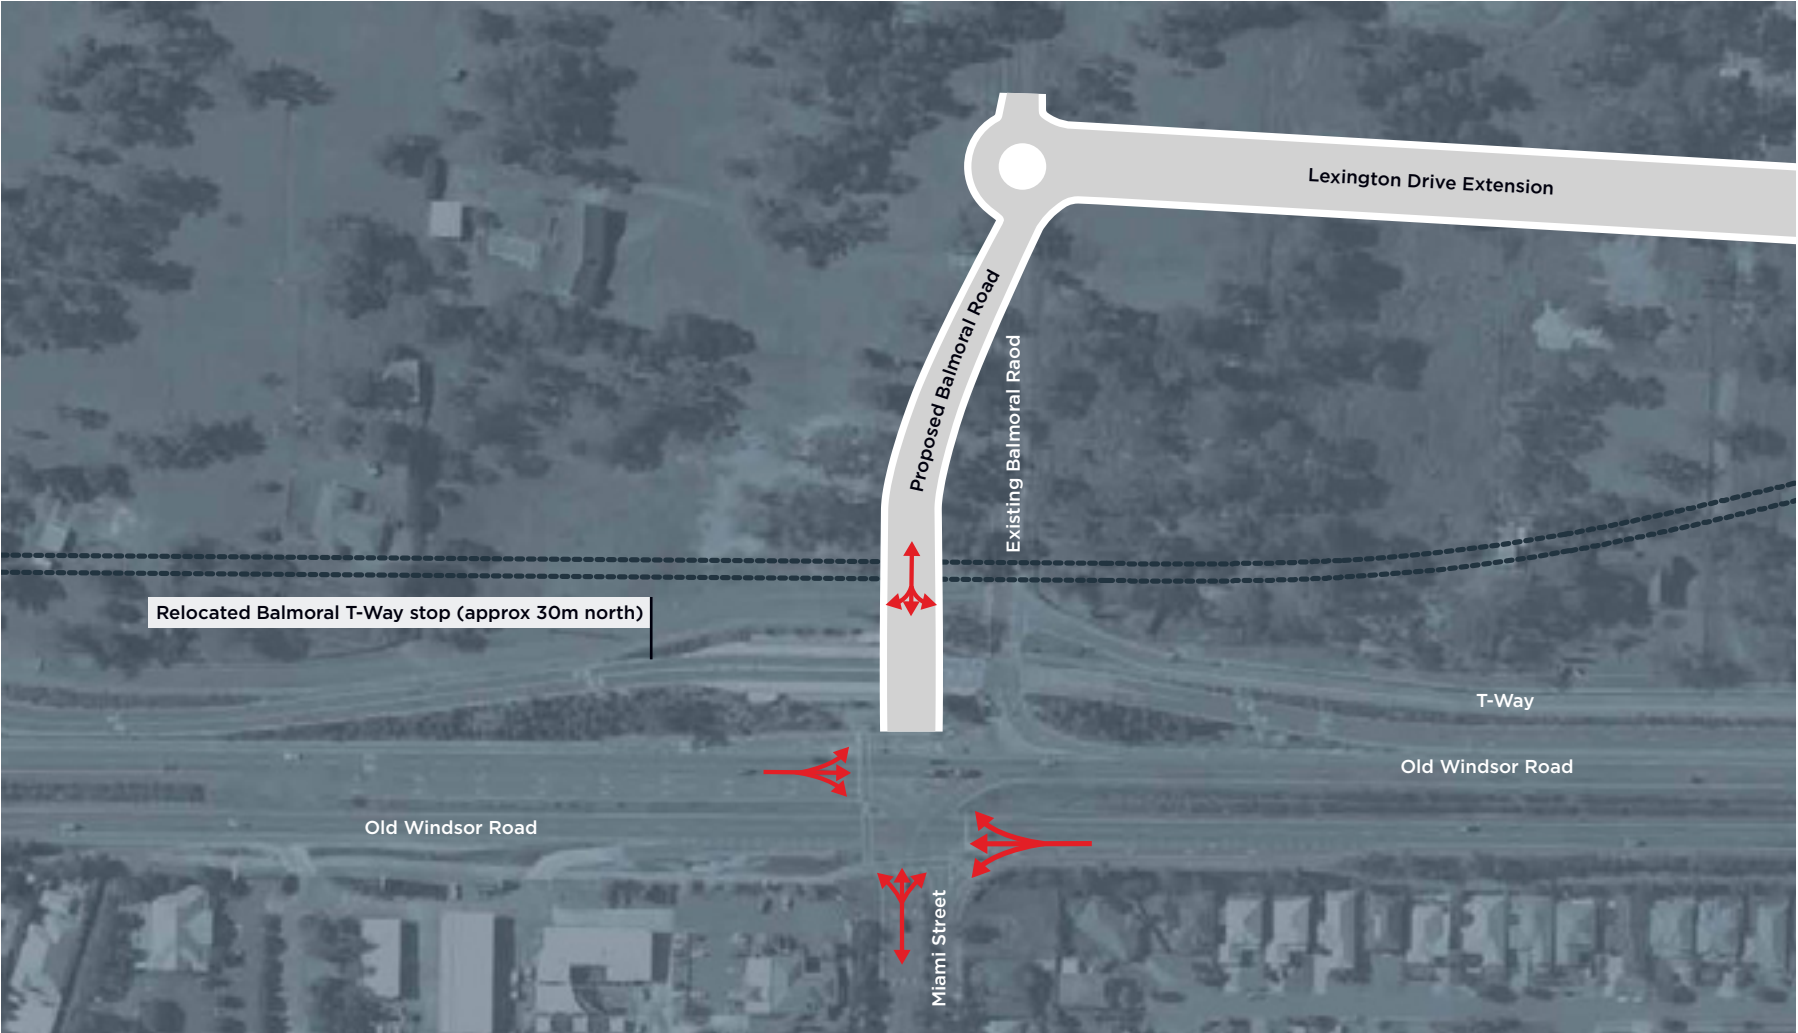 Lexington Drive Extension
Proposed Balmoral Road
Existing Balmoral Raod
Relocated Balmoral T-Way stop (approx 30m north)
T-Way
Old Windsor Road
Old Windsor Road
Miami Street